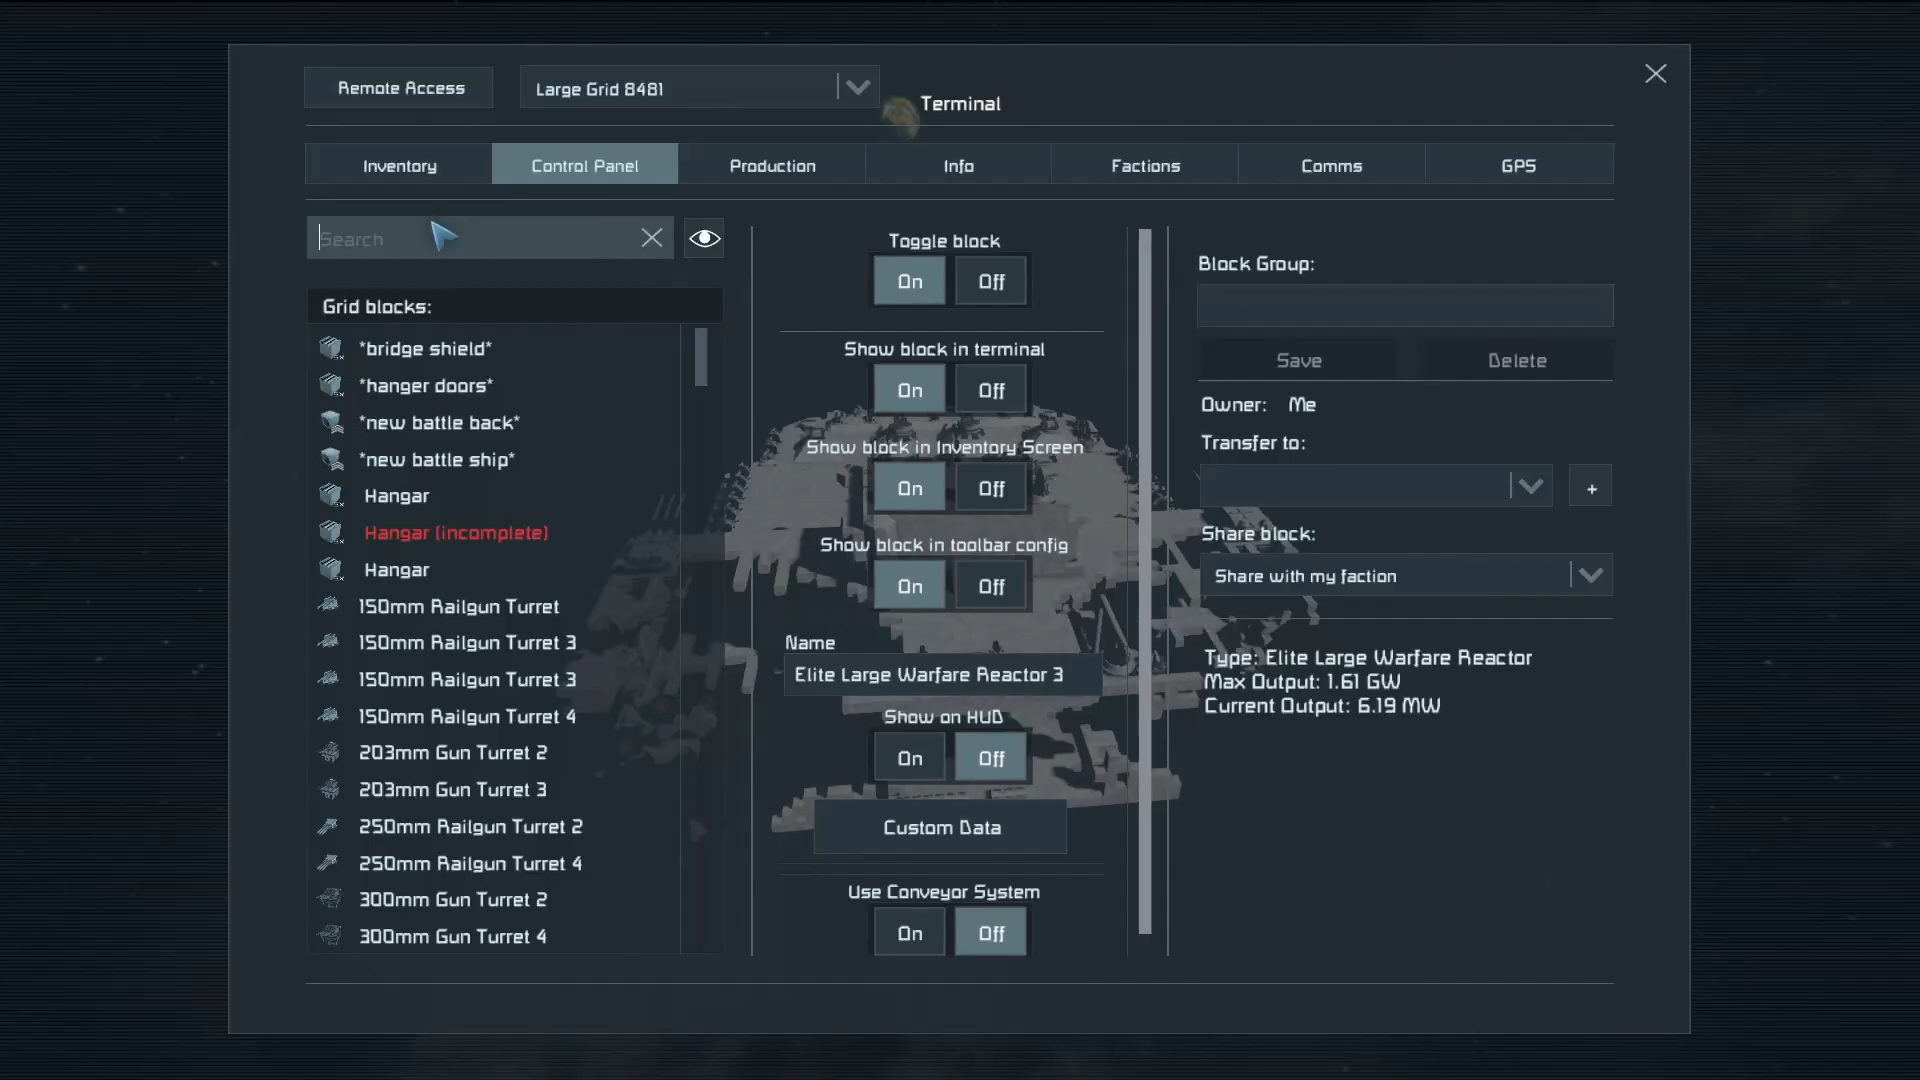 Remote Access
Large Grid 8481
Terminal
Inventory
Control Panel
Production
Info
Factions
Comms
GPS
Search
Grid blocks:
*bridge shield*
*hanger doors*
*new battle back*
*new battle ship*
Hangar
Hangar (incomplete)
Hangar
150mm Railgun Turret
150mm Railgun Turret 3
150mm Railgun Turret 3
150mm Railgun Turret 4
203mm Gun Turret 2
203mm Gun Turret 3
250mm Railgun Turret 2
250mm Railgun Turret 4
300mm Gun Turret 2
300mm Gun Turret 4
Toggle block
On Off
Show block in terminal
On Off
Show block in Inventory Screen
On Off
Show block in toolbar config
On Off
Name
Elite Large Warfare Reactor 3
Show on HUD
On Off
Custom Data
Use Conveyor System
On Off
Block Group:
Save
Delete
Owner: Me
Transfer to:
+
Share block:
Share with my faction
Type: Elite Large Warfare Reactor
Max Output: 1.61 GW
Current Output: 6.19 MW